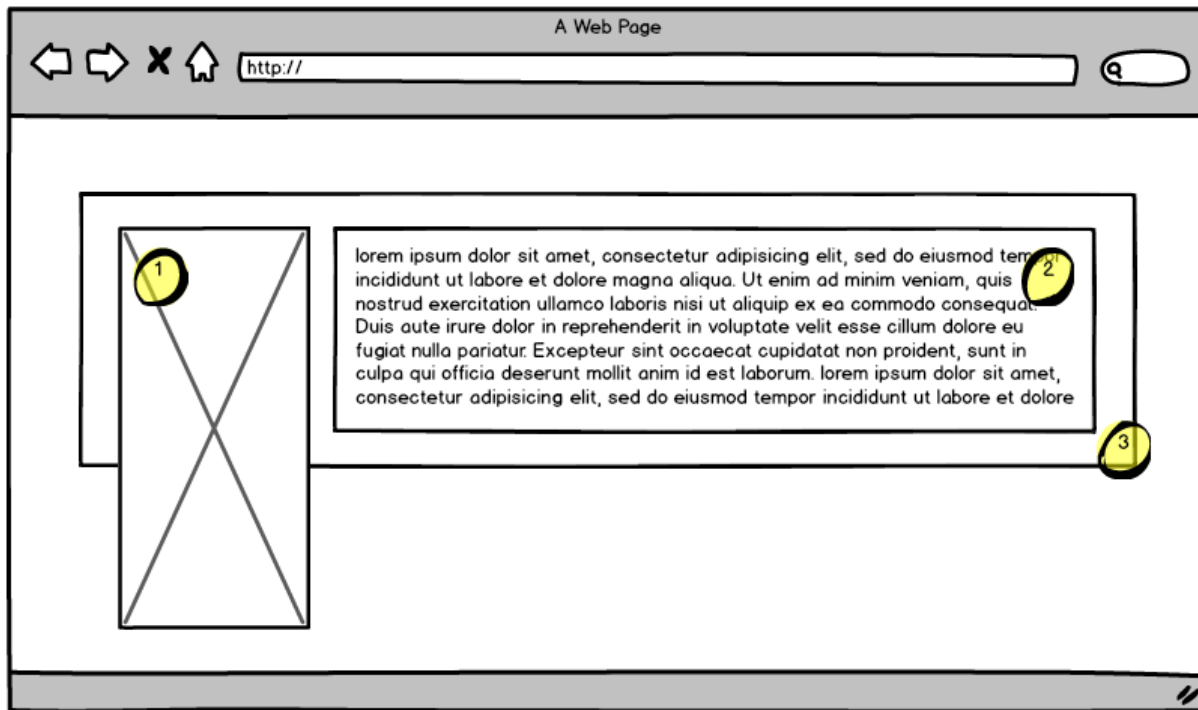 A Web Page
http://
1
lorem ipsum dolor sit amet, consectetur adipisicing elit, sed do eiusmod tempor
2
incididunt ut labore et dolore magna aliqua. Ut enim ad minim veniam, quis
nostrud exercitation ullamco laboris nisi ut aliquip ex ea commodo consequat.
Duis aute irure dolor in reprehenderit in voluptate velit esse cillum dolore eu
fugiat nulla pariatur. Excepteur sint occaecat cupidatat non proident, sunt in
culpa qui officia deserunt mollit anim id est laborum. lorem ipsum dolor sit amet,
consectetur adipisicing elit, sed do eiusmod tempor incididunt ut labore et dolore
3